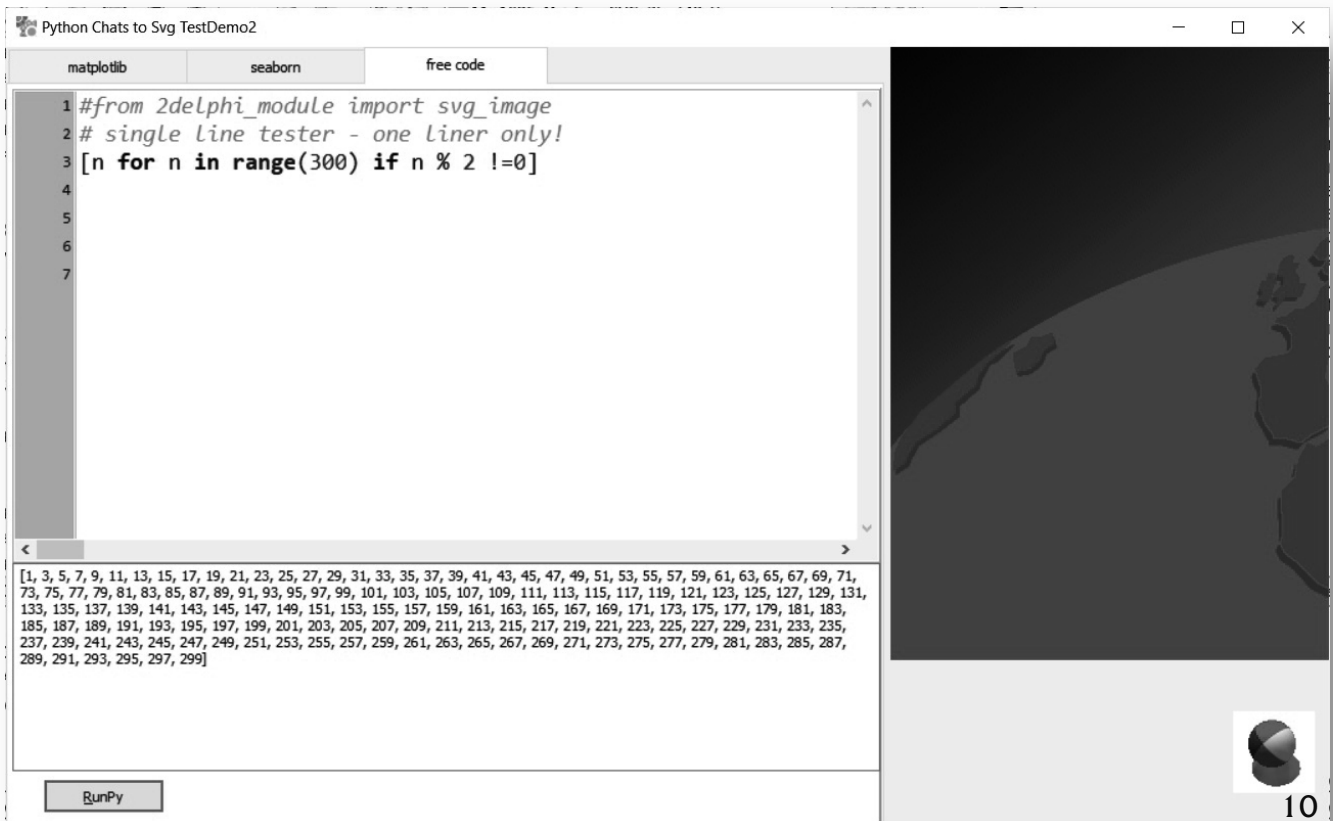 Python Chats to Svg TestDemo2
matplotlib seaborn free code
1 #from 2delphi_module import svg_image
2 # single line tester - one liner only!
3 [n for n in range(300) if n % 2 !=0]
4
5
6
7
[1, 3, 5, 7, 9, 11, 13, 15, 17, 19, 21, 23, 25, 27, 29, 31, 33, 35, 37, 39, 41, 43, 45, 47, 49, 51, 53, 55, 57, 59, 61, 63, 65, 67, 69, 71,
73, 75, 77, 79, 81, 83, 85, 87, 89, 91, 93, 95, 97, 99, 101, 103, 105, 107, 109, 111, 113, 115, 117, 119, 121, 123, 125, 127, 129, 131,
133, 135, 137, 139, 141, 143, 145, 147, 149, 151, 153, 155, 157, 159, 161, 163, 165, 167, 169, 171, 173, 175, 177, 179, 181, 183,
185, 187, 189, 191, 193, 195, 197, 199, 201, 203, 205, 207, 209, 211, 213, 215, 217, 219, 221, 223, 225, 227, 229, 231, 233, 235,
237, 239, 241, 243, 245, 247, 249, 251, 253, 255, 257, 259, 261, 263, 265, 267, 269, 271, 273, 275, 277, 279, 281, 283, 285, 287,
289, 291, 293, 295, 297, 299]
RunPy
10